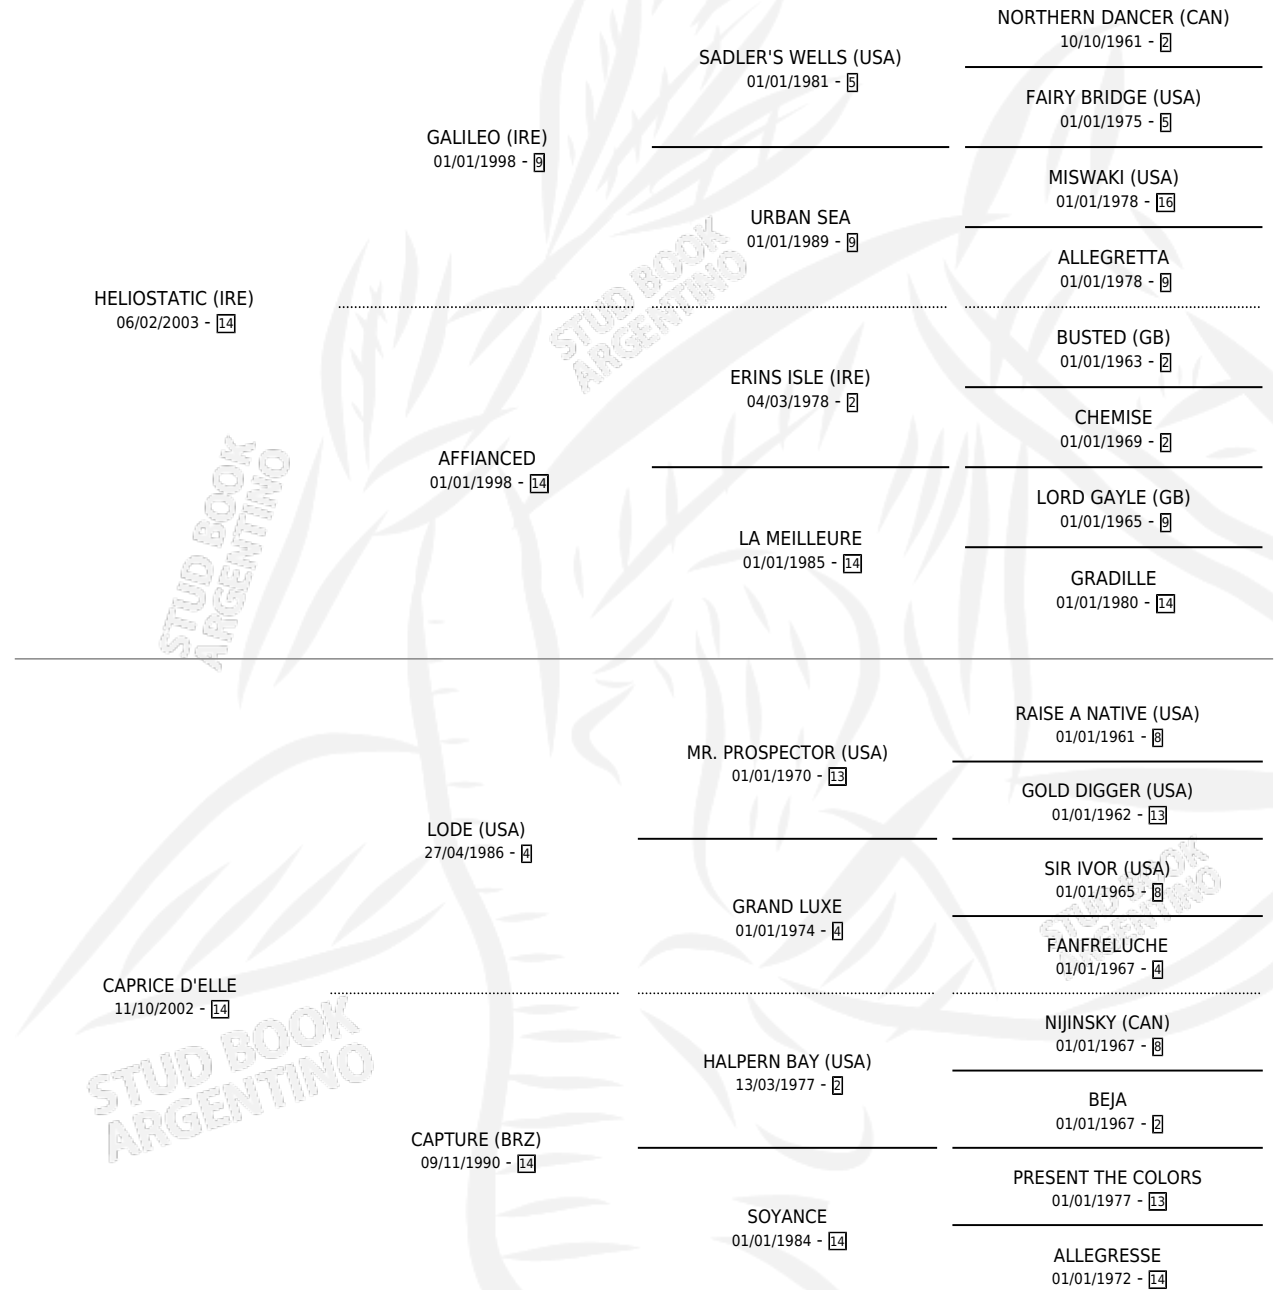 NORTHERN DANCER (CAN)
10/10/1961 - 2
SADLER'S WELLS (USA)
01/01/1981 - 5
FAIRY BRIDGE (USA)
01/01/1975 - 5
GALILEO (IRE)
01/01/1998 - 9
MISWAKI (USA)
01/01/1978 - 16
URBAN SEA
01/01/1989 - 9
ALLEGRETTA
01/01/1978 - 9
HELIOSTATIC (IRE)
06/02/2003 - 14
BUSTED (GB)
01/01/1963 - 2
ERINS ISLE (IRE)
04/03/1978 - 2
CHEMISE
01/01/1969 - 2
AFFIANCED
01/01/1998 - 14
LORD GAYLE (GB)
01/01/1965 - 9
LA MEILLEURE
01/01/1985 - 14
GRADILLE
01/01/1980 - 14
RAISE A NATIVE (USA)
01/01/1961 - 8
MR. PROSPECTOR (USA)
01/01/1970 - 13
GOLD DIGGER (USA)
01/01/1962 - 13
LODE (USA)
27/04/1986 - 4
SIR IVOR (USA)
01/01/1965 - 8
GRAND LUXE
01/01/1974 - 4
FANFRELUCHE
01/01/1967 - 4
CAPRICE D'ELLE
11/10/2002 - 14
NIJINSKY (CAN)
01/01/1967 - 8
HALPERN BAY (USA)
13/03/1977 - 2
BEJA
01/01/1967 - 2
CAPTURE (BRZ)
09/11/1990 - 14
PRESENT THE COLORS
01/01/1977 - 13
SOYANCE
01/01/1984 - 14
ALLEGRESSE
01/01/1972 - 14
STUD BOOK
ARGENTINO
STUD BOOK
ARGENTINO
STUD BOOK
ARGENTINO
STUD BOOK
ARGENTINO